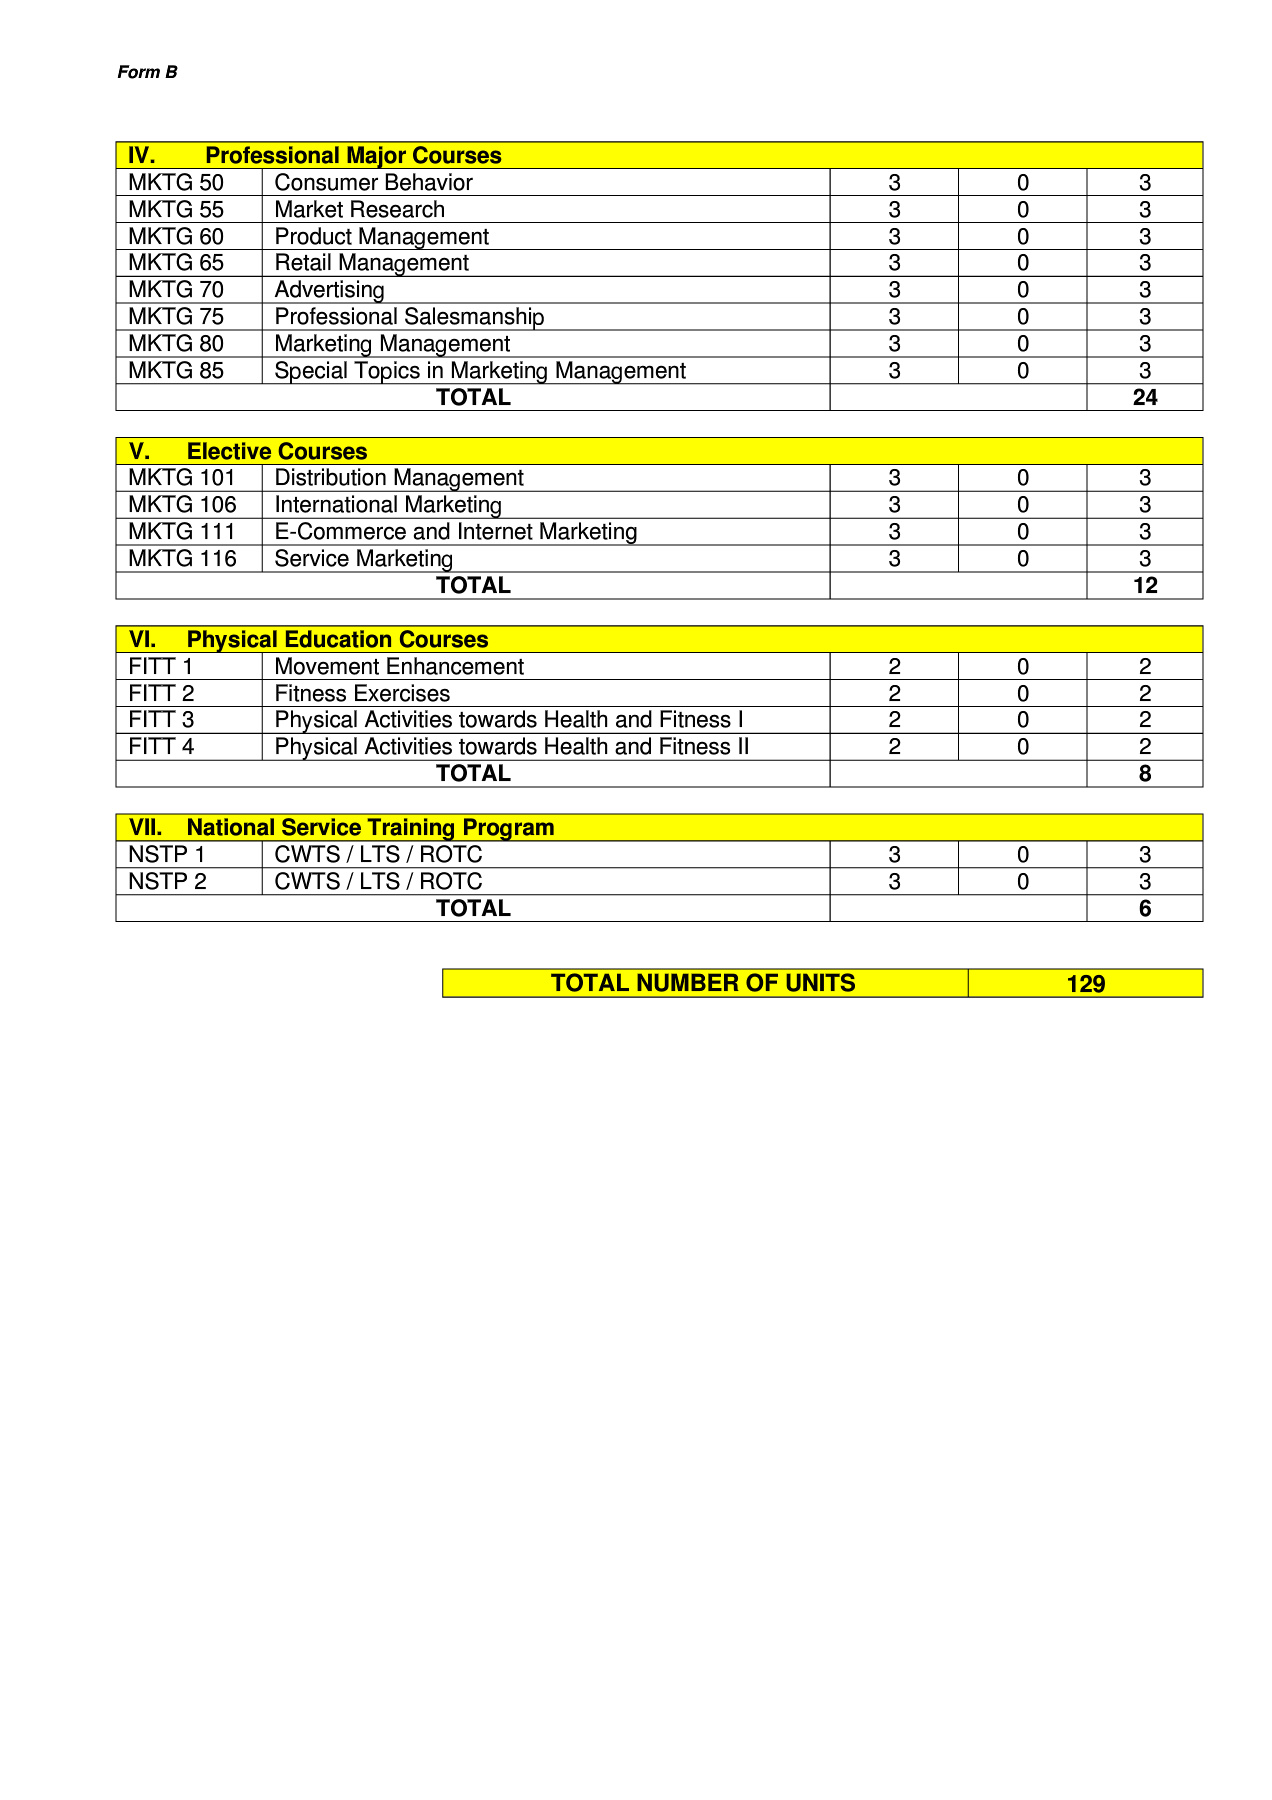 Form B
IV. Professional Major Courses
MKTG 50 Consumer Behavior 3 0 3
MKTG 55 Market Research 3 0 3
MKTG 60 Product Management 3 0 3
MKTG 65 Retail Management 3 0 3
MKTG 70 Advertising 3 0 3
MKTG 75 Professional Salesmanship 3 0 3
MKTG 80 Marketing Management 3 0 3
MKTG 85 Special Topics in Marketing Management 3 0 3
TOTAL 24
V. Elective Courses
MKTG 101 Distribution Management 3 0 3
MKTG 106 International Marketing 3 0 3
MKTG 111 E-Commerce and Internet Marketing 3 0 3
MKTG 116 Service Marketing 3 0 3
TOTAL 12
VI. Physical Education Courses
FITT 1 Movement Enhancement 2 0 2
FITT 2 Fitness Exercises 2 0 2
FITT 3 Physical Activities towards Health and Fitness I 2 0 2
FITT 4 Physical Activities towards Health and Fitness II 2 0 2
TOTAL 8
VII. National Service Training Program
NSTP 1 CWTS / LTS / ROTC 3 0 3
NSTP 2 CWTS / LTS / ROTC 3 0 3
TOTAL 6
TOTAL NUMBER OF UNITS 129